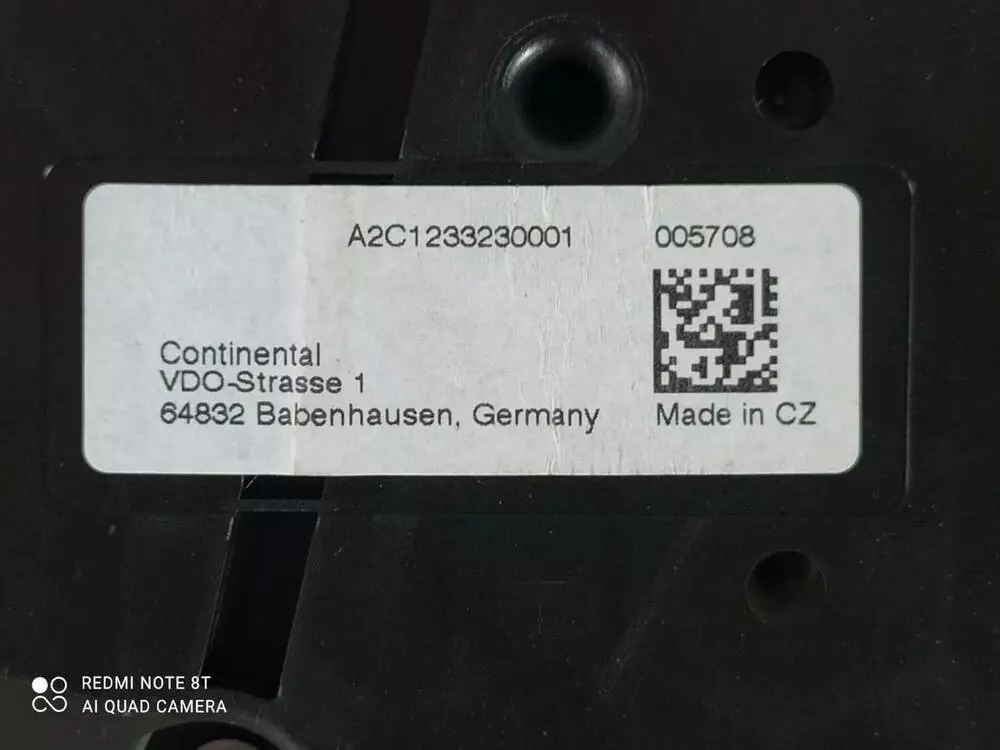 A2C1233230001 005708
Continental
VDO-Strasse 1
64832 Babenhausen, Germany
Made in CZ
REDMI NOTE 8T
AI QUAD CAMERA